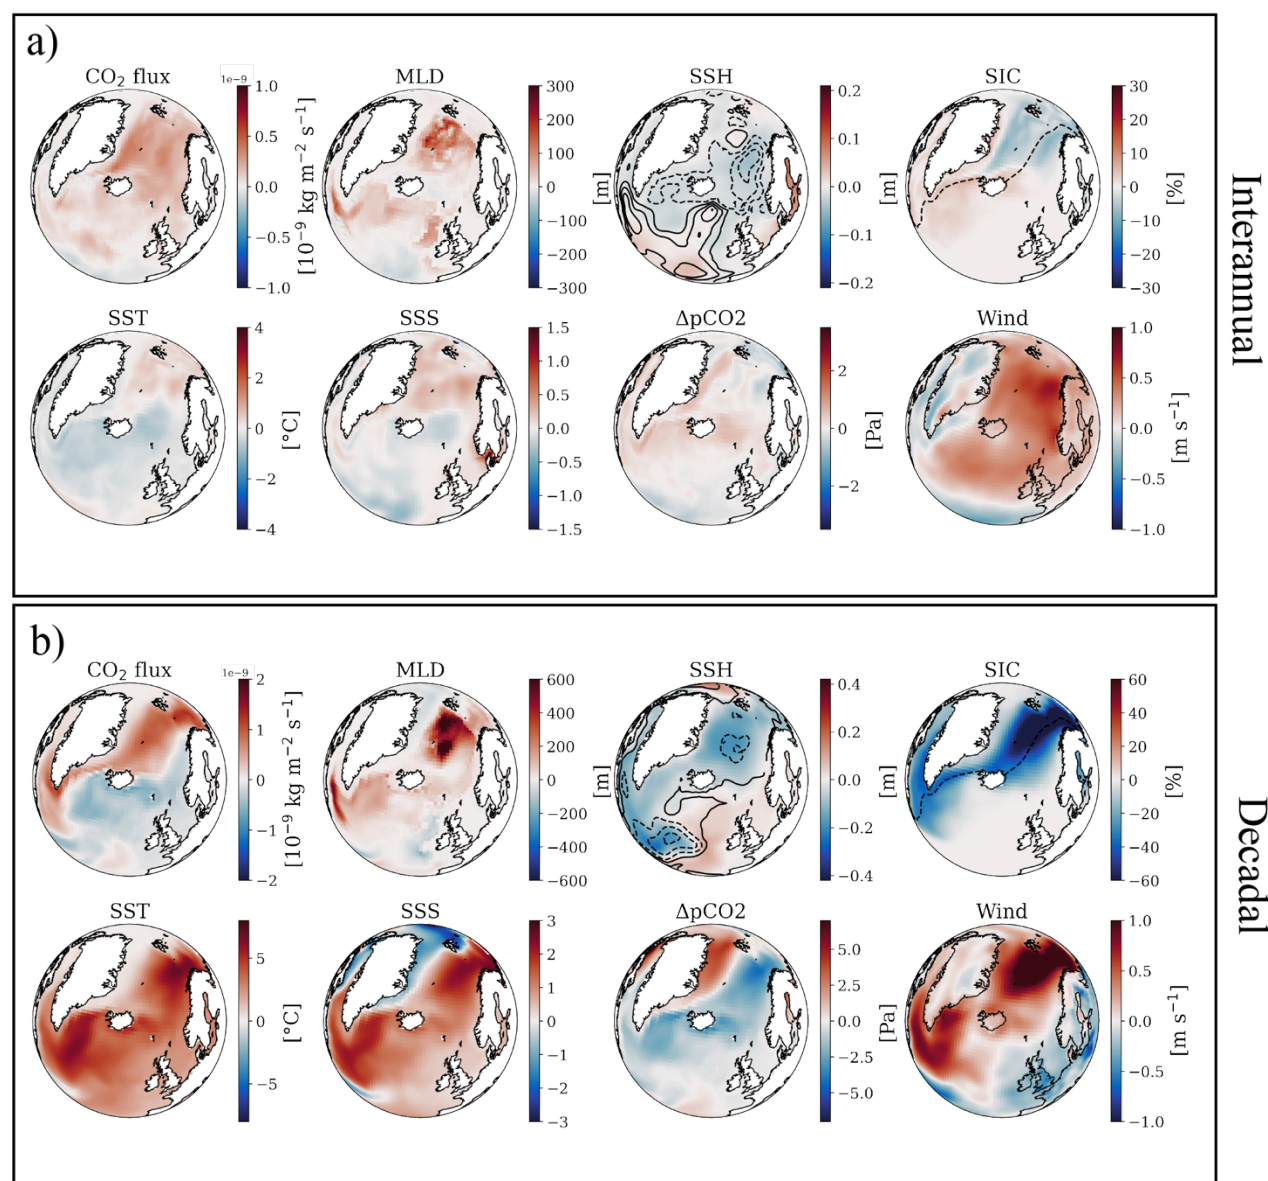 a)
CO₂ flux
1e−9
1.0
0.5
0.0
−0.5
−1.0
[10⁻⁹ kg m⁻² s⁻¹]
MLD
300
200
100
0
−100
−200
−300
[m]
SSH
0.2
0.1
0.0
−0.1
−0.2
[m]
SIC
30
20
10
0
−10
−20
−30
[%]
SST
4
2
0
−2
−4
[°C]
SSS
1.5
1.0
0.5
0.0
−0.5
−1.0
−1.5
ΔpCO2
2
0
−2
[Pa]
Wind
1.0
0.5
0.0
−0.5
−1.0
[m s⁻¹]
Interannual
b)
CO₂ flux
1e−9
2
1
0
−1
−2
[10⁻⁹ kg m⁻² s⁻¹]
MLD
600
400
200
0
−200
−400
−600
[m]
SSH
0.4
0.2
0.0
−0.2
−0.4
[m]
SIC
60
40
20
0
−20
−40
−60
[%]
SST
5
0
−5
[°C]
SSS
3
2
1
0
−1
−2
−3
ΔpCO2
5.0
2.5
0.0
−2.5
−5.0
[Pa]
Wind
1.0
0.5
0.0
−0.5
−1.0
[m s⁻¹]
Decadal